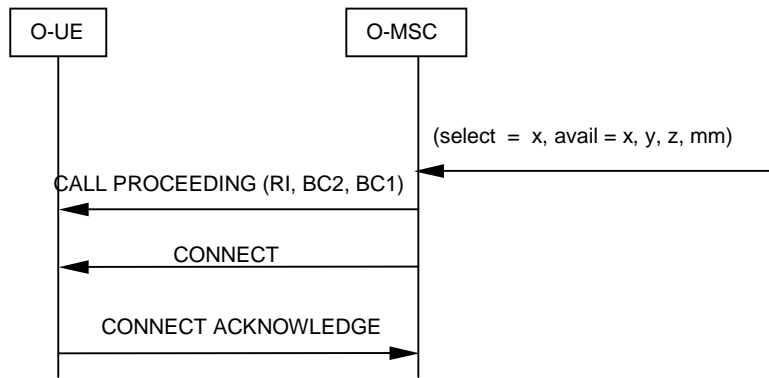 O-UE
O-MSC
(select = x, avail = x, y, z, mm)
CALL PROCEEDING (RI, BC2, BC1)
CONNECT
CONNECT ACKNOWLEDGE